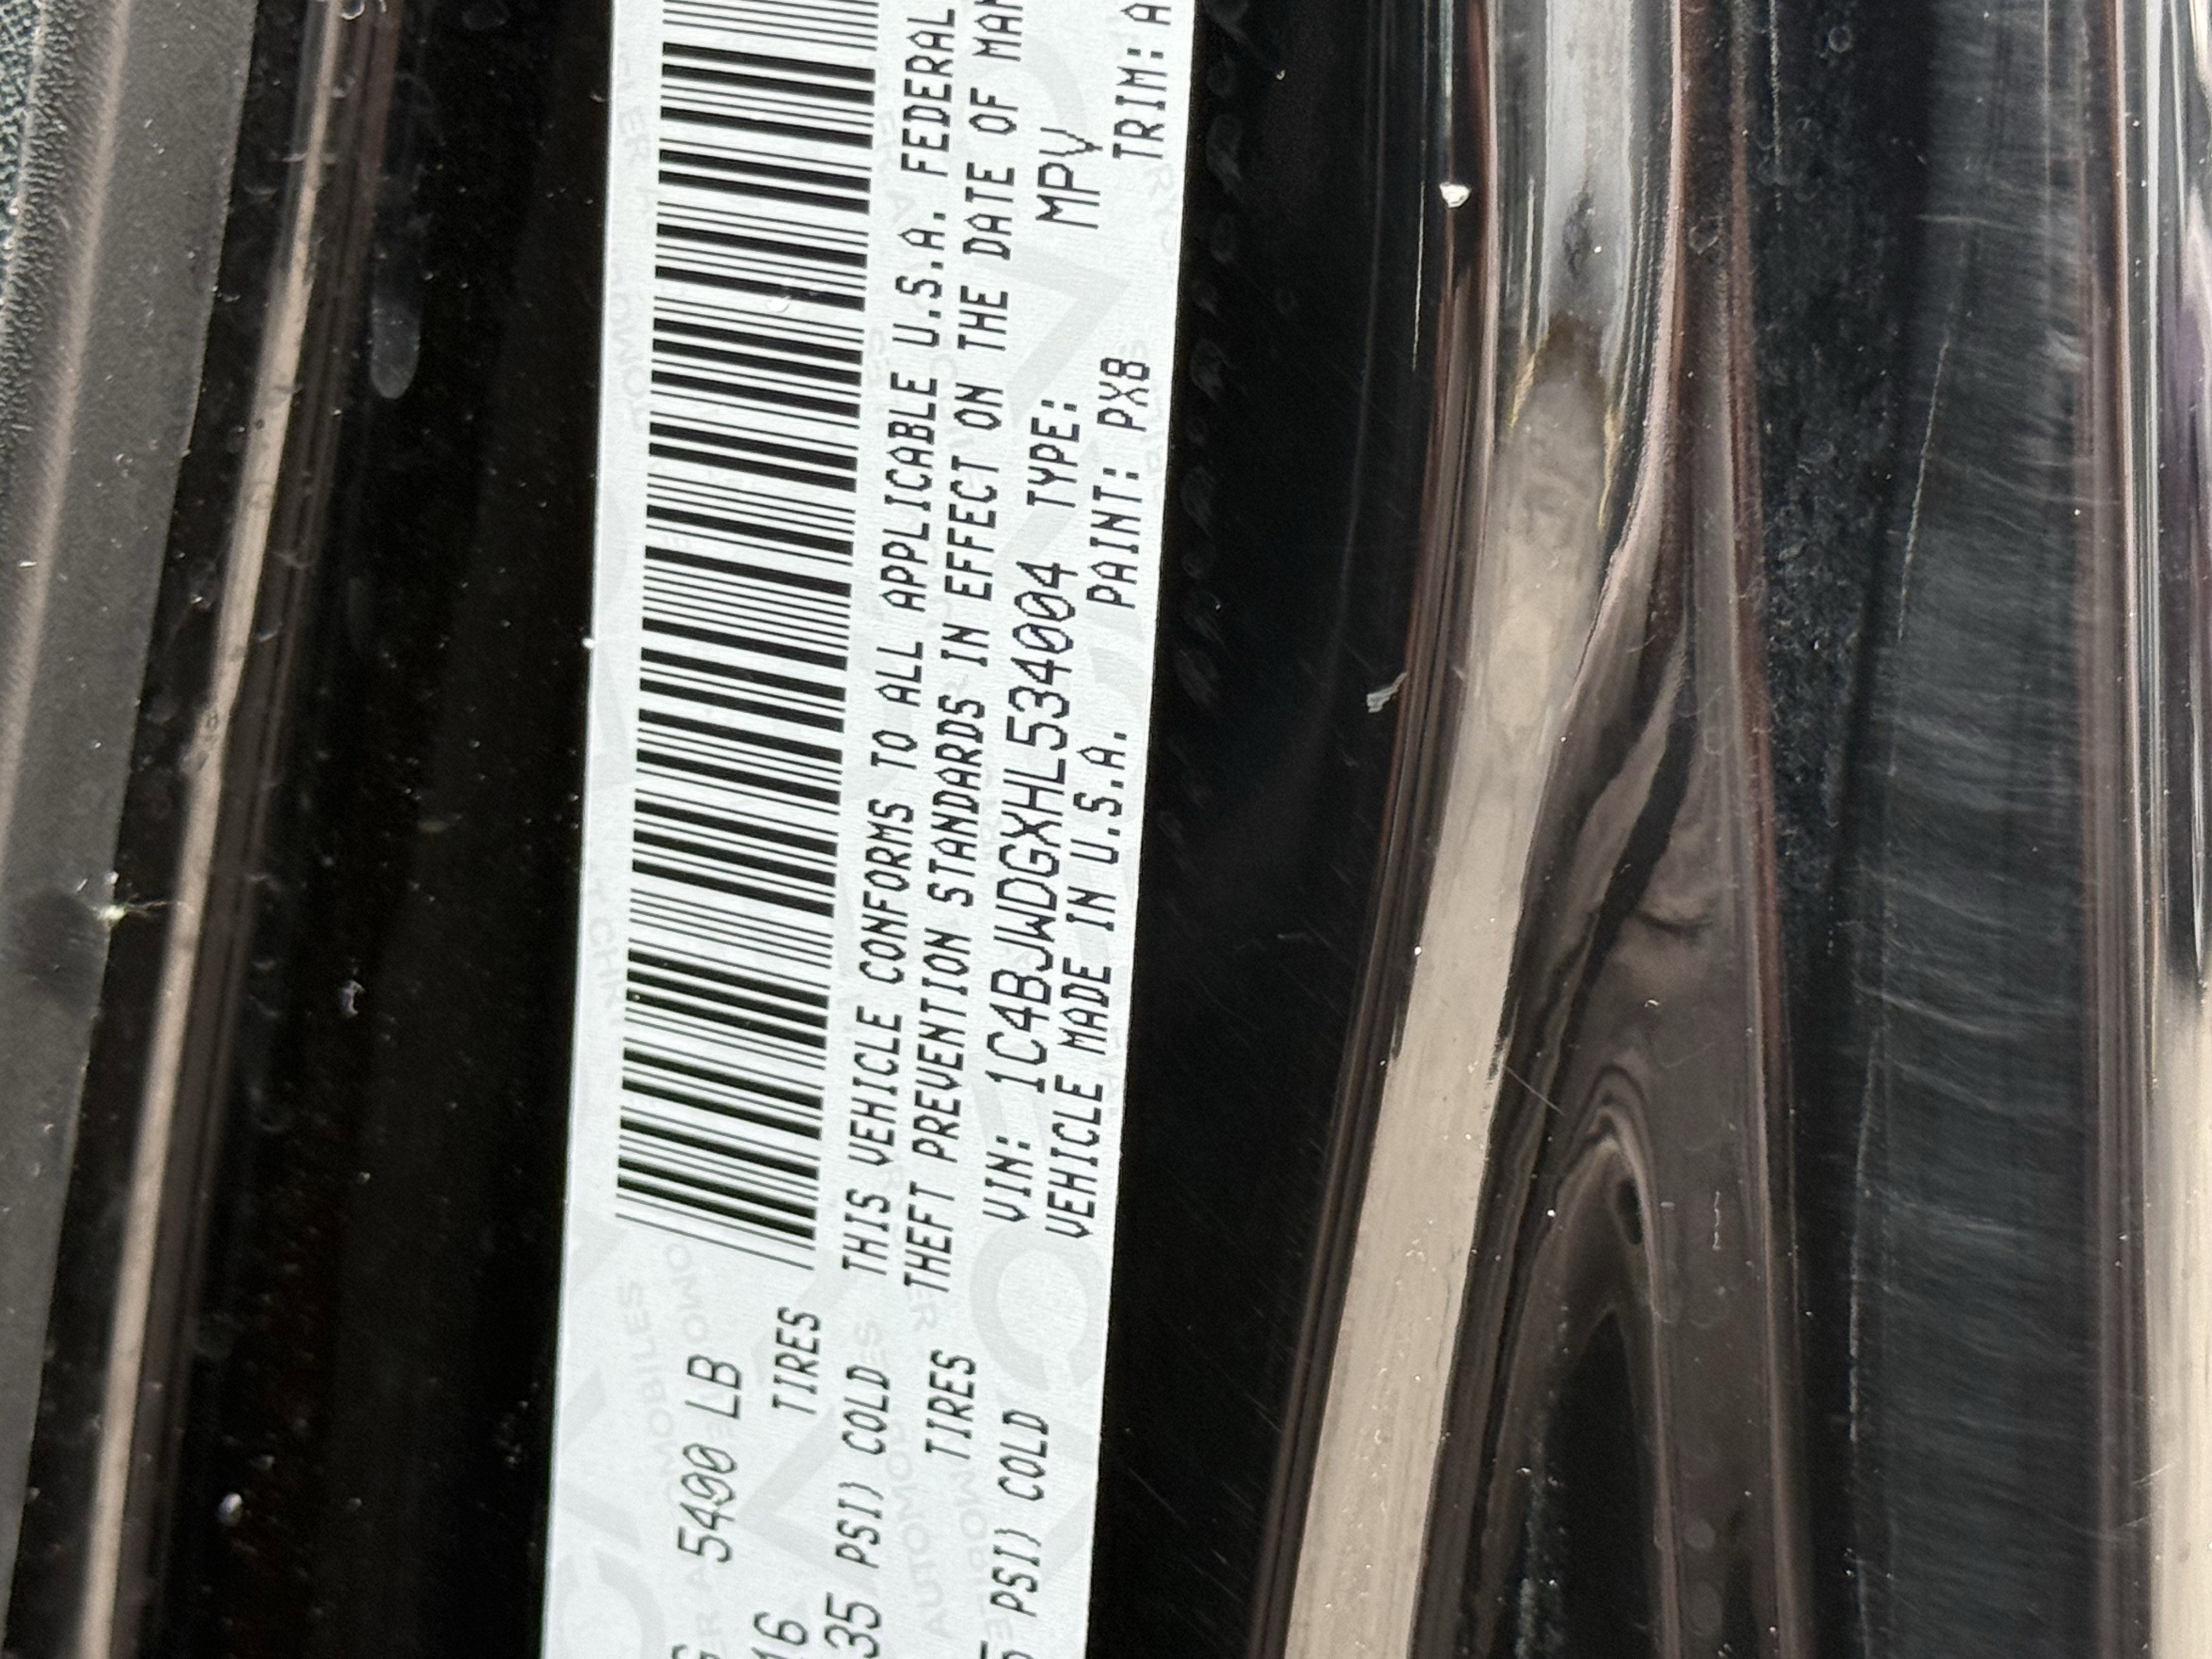 5400 LB
TIRES
35 PSI) COLD
TIRES
PSI) COLD
THIS VEHICLE CONFORMS TO ALL APPLICABLE U.S.A. FEDERAL
THEFT PREVENTION STANDARDS IN EFFECT ON THE DATE OF
VIN: 1C4BJWDGXHL534004 TYPE: MPV
VEHICLE MADE IN U.S.A. PAINT: PX8 TRIM: A